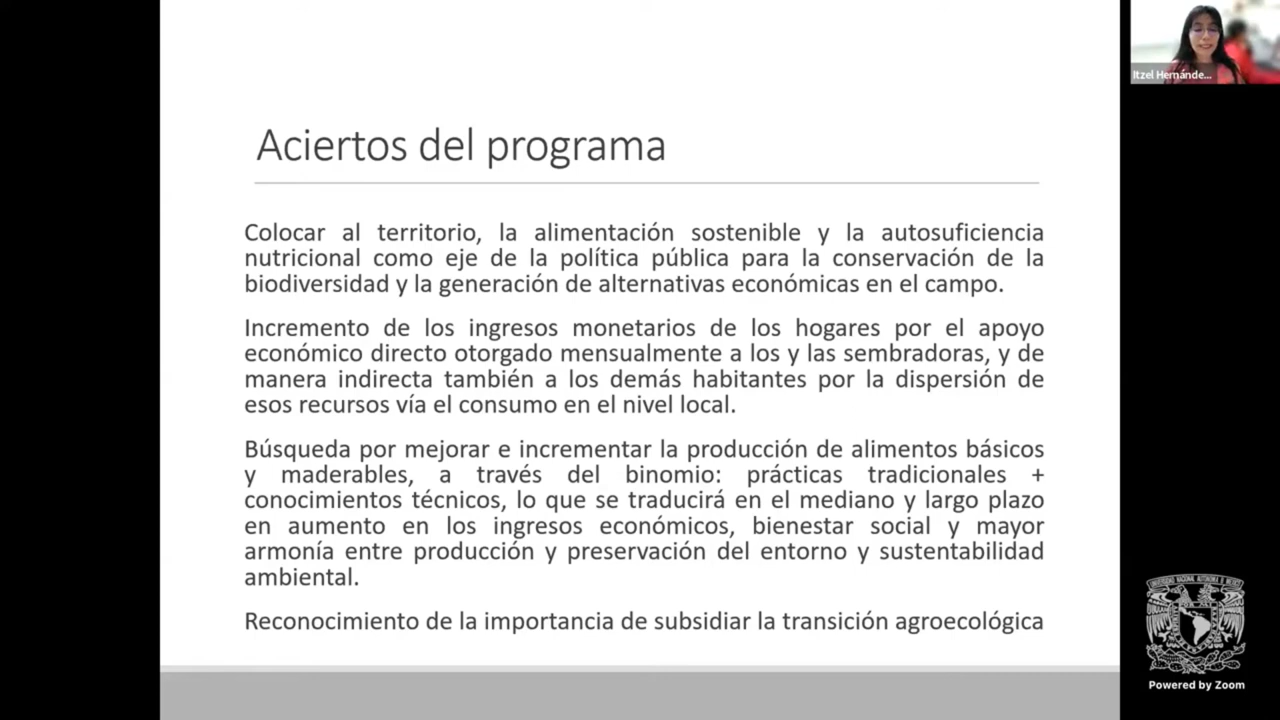 Aciertos del programa
Colocar al territorio, la alimentación sostenible y la autosuficiencia
nutricional como eje de la política pública para la conservación de la
biodiversidad y la generación de alternativas económicas en el campo.
Incremento de los ingresos monetarios de los hogares por el apoyo
económico directo otorgado mensualmente a los y las sembradoras, y de
manera indirecta también a los demás habitantes por la dispersión de
esos recursos vía el consumo en el nivel local.
Búsqueda por mejorar e incrementar la producción de alimentos básicos
y maderables, a través del binomio: prácticas tradicionales +
conocimientos técnicos, lo que se traducirá en el mediano y largo plazo
en aumento en los ingresos económicos, bienestar social y mayor
armonía entre producción y preservación del entorno y sustentabilidad
ambiental.
Reconocimiento de la importancia de subsidiar la transición agroecológica
Itzel Hernánde...
UNIVERSIDAD NACIONAL AUTONOMA DE MEXICO
Powered by Zoom